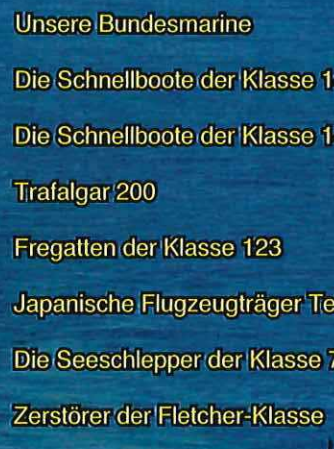 Unsere Bundesmarine
Die Schnellboote der Klasse
Die Schnellboote der Klasse
Trafalgar 200
Fregatten der Klasse 123
Japanische Flugzeugträger
Die Seeschlepper der Klasse
Zerstörer der Fletcher-Klasse